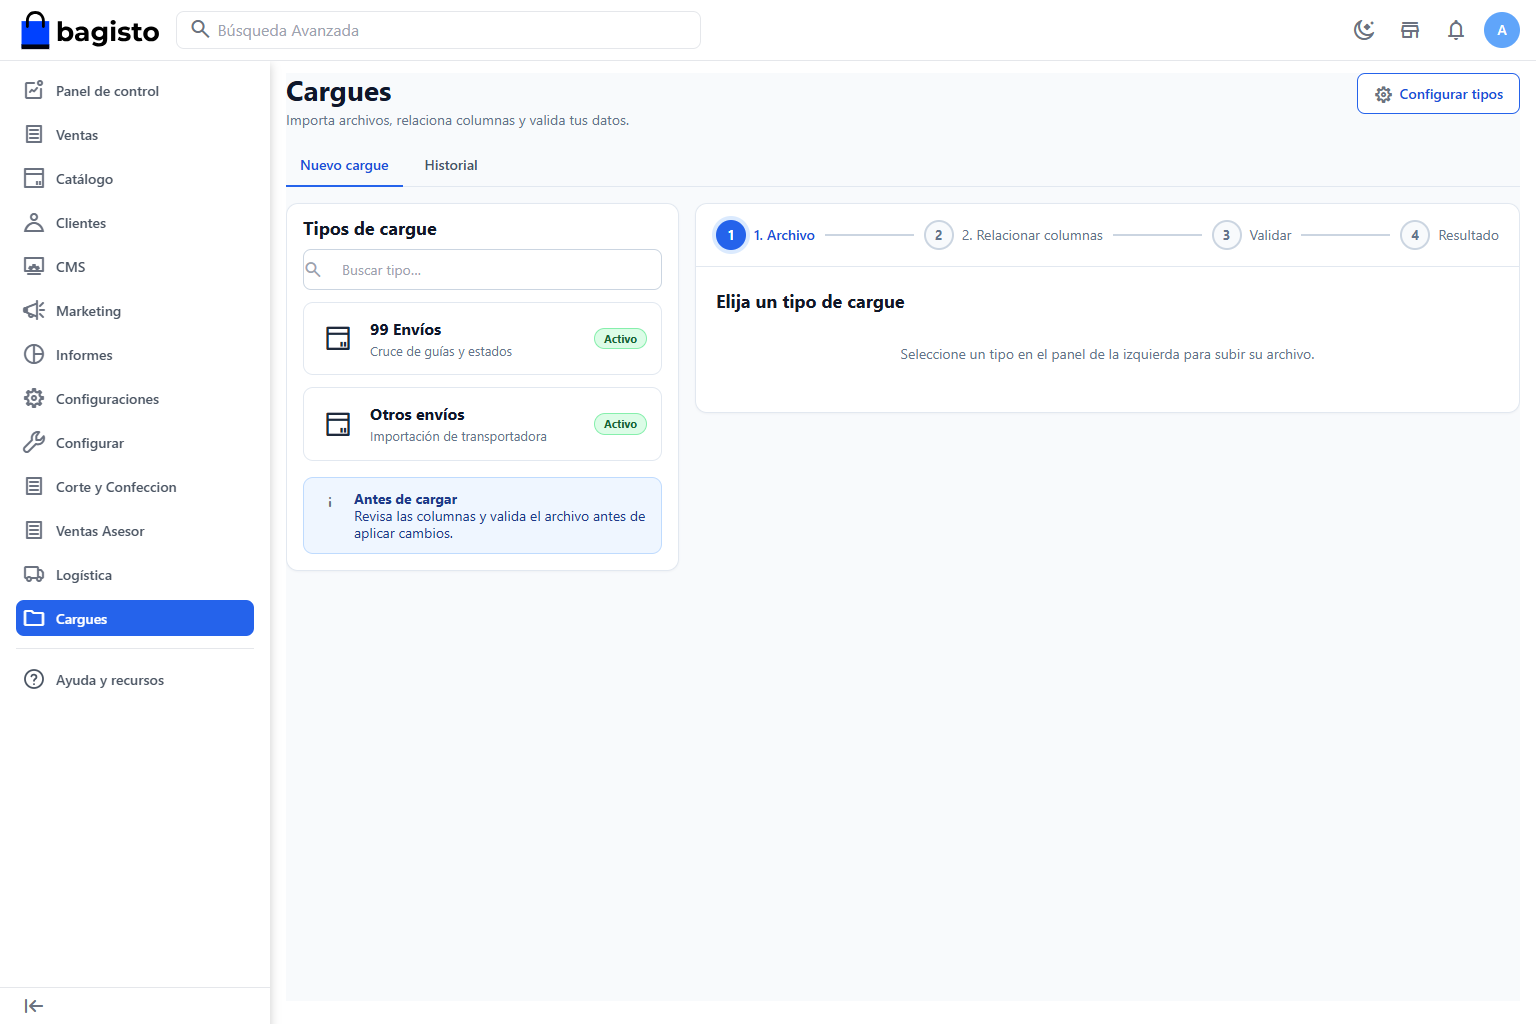 bagisto
Búsqueda Avanzada
A
Panel de control
Ventas
Catálogo
Clientes
CMS
Marketing
Informes
Configuraciones
Configurar
Corte y Confeccion
Ventas Asesor
Logística
Cargues
Ayuda y recursos
Cargues
Importa archivos, relaciona columnas y valida tus datos.
Configurar tipos
Nuevo cargue
Historial
Tipos de cargue
Buscar tipo...
99 Envíos
Cruce de guías y estados
Activo
Otros envíos
Importación de transportadora
Activo
i
Antes de cargar
Revisa las columnas y valida el archivo antes de
aplicar cambios.
1 1. Archivo
2 2. Relacionar columnas
3 Validar
4 Resultado
Elija un tipo de cargue
Seleccione un tipo en el panel de la izquierda para subir su archivo.